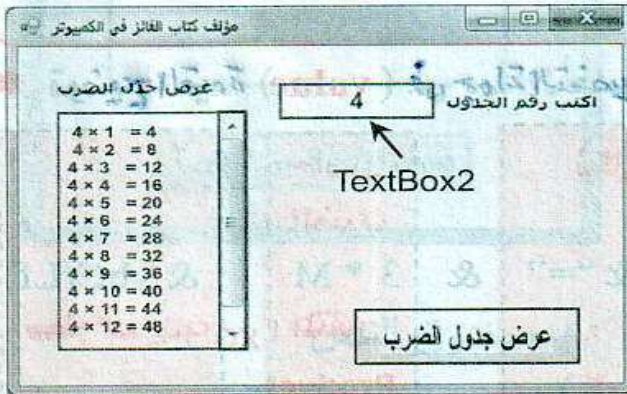 مؤلف كتاب الفائز في الكمبيوتر
عرض جدول الضرب
اكتب رقم الجدول
4
TextBox2
4 × 1 = 4
4 × 2 = 8
4 × 3 = 12
4 × 4 = 16
4 × 5 = 20
4 × 6 = 24
4 × 7 = 28
4 × 8 = 32
4 × 9 = 36
4 × 10 = 40
4 × 11 = 44
4 × 12 = 48
عرض جدول الضرب